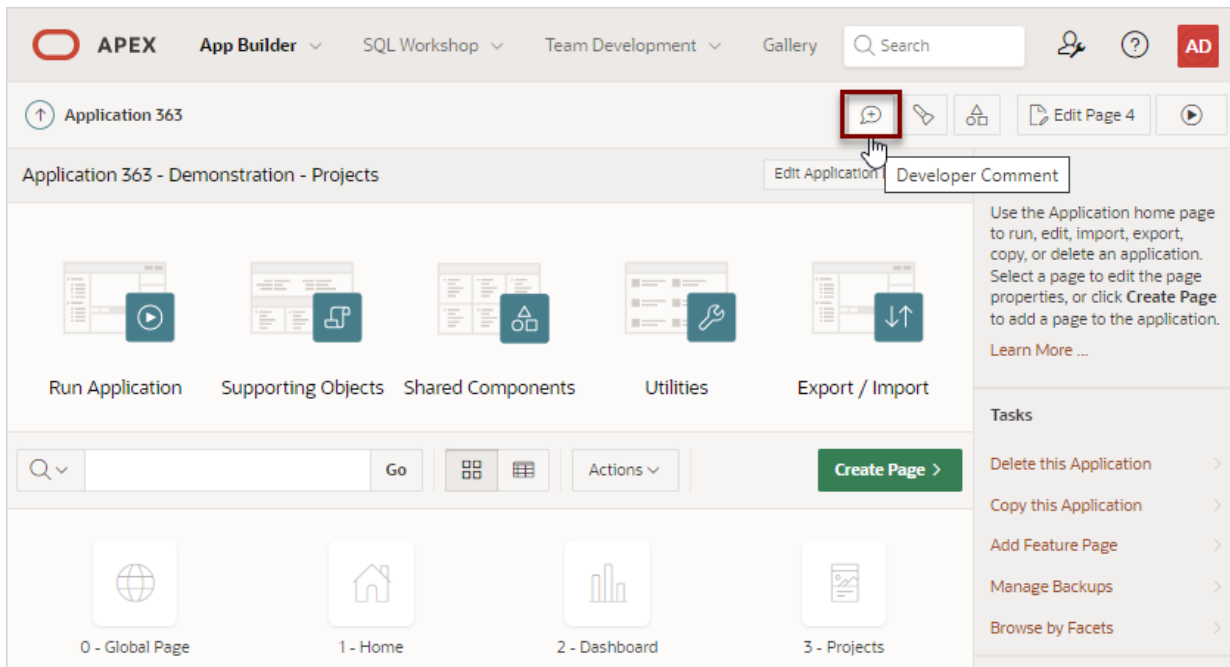 APEX App Builder SQL Workshop Team Development Gallery Search AD
Application 363 Edit Page 4
Application 363 - Demonstration - Projects Edit Application
Developer Comment
Use the Application home page
to run, edit, import, export,
copy, or delete an application.
Select a page to edit the page
properties, or click Create Page
to add a page to the application.
Learn More ...
Run Application Supporting Objects Shared Components Utilities Export / Import
Tasks
Go Actions Create Page >
Delete this Application
Copy this Application
Add Feature Page
Manage Backups
Browse by Facets
0 - Global Page 1 - Home 2 - Dashboard 3 - Projects